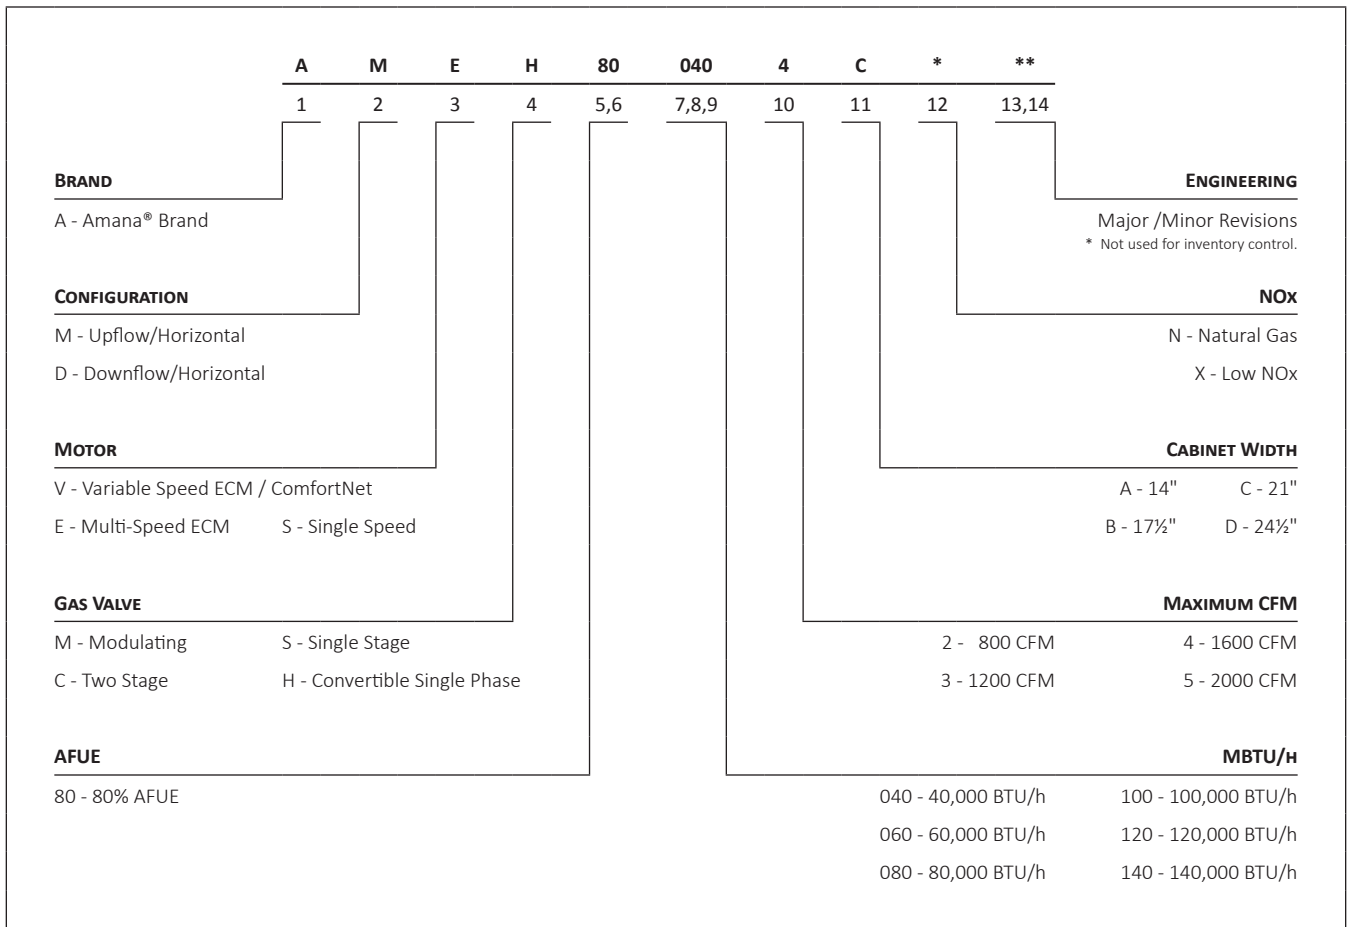 A M E H 80 040 4 C * **
1 2 3 4 5,6 7,8,9 10 11 12 13,14
BRAND
A - Amana® Brand
CONFIGURATION
M - Upflow/Horizontal
D - Downflow/Horizontal
MOTOR
V - Variable Speed ECM / ComfortNet
E - Multi-Speed ECM S - Single Speed
GAS VALVE
M - Modulating S - Single Stage
C - Two Stage H - Convertible Single Phase
AFUE
80 - 80% AFUE
ENGINEERING
Major /Minor Revisions
* Not used for inventory control.
NOX
N - Natural Gas
X - Low NOx
CABINET WIDTH
A - 14" C - 21"
B - 17½" D - 24½"
MAXIMUM CFM
2 - 800 CFM 4 - 1600 CFM
3 - 1200 CFM 5 - 2000 CFM
MBTU/H
040 - 40,000 BTU/h 100 - 100,000 BTU/h
060 - 60,000 BTU/h 120 - 120,000 BTU/h
080 - 80,000 BTU/h 140 - 140,000 BTU/h